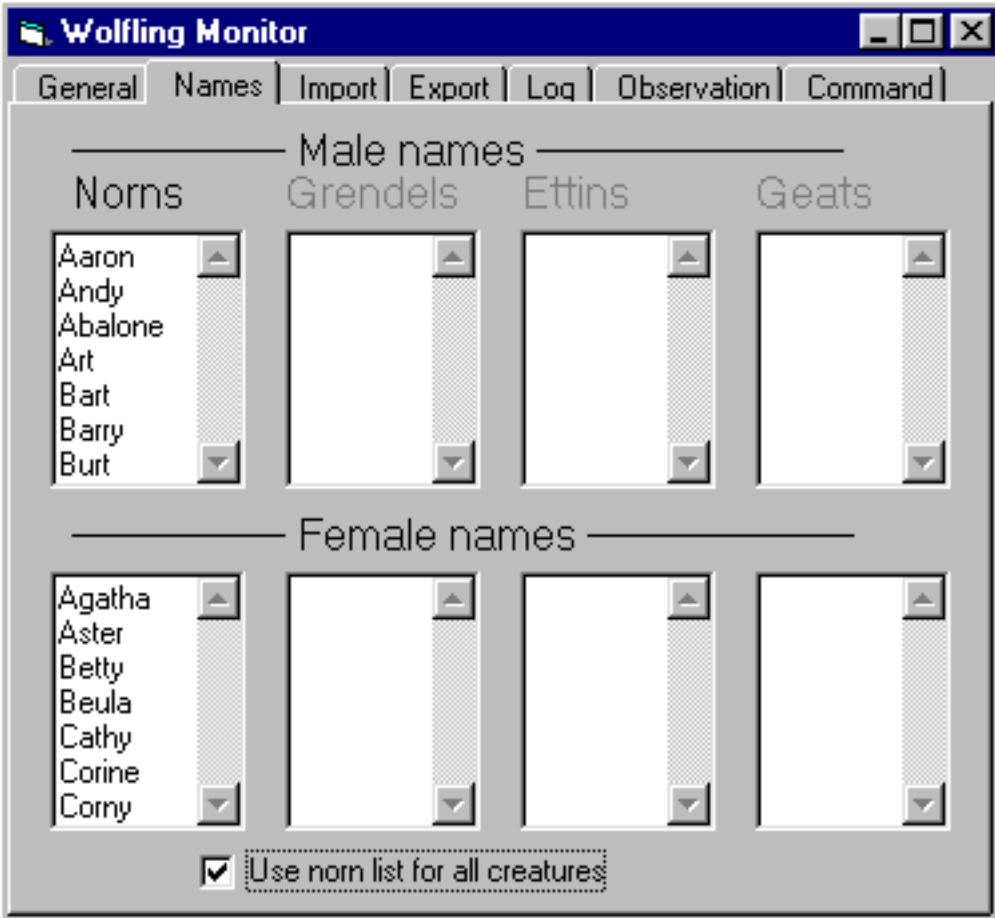 Wolfling Monitor
General Names Import Export Log Observation Command
Male names
Norns Grendels Ettins Geats
Aaron
Andy
Abalone
Art
Bart
Barry
Burt
Female names
Agatha
Aster
Betty
Beula
Cathy
Corine
Corny
Use norn list for all creatures